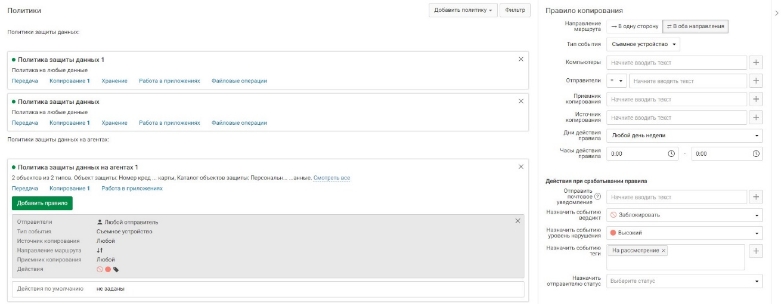 Политики
Добавить политику
Фильтр
Политики защиты данных:
Политика защиты данных 1
Политика на любые данные
Передача Копирование 1 Хранение Работа в приложениях Файловые операции
Политика защиты данных
Политика на любые данные
Передача Копирование 1 Хранение Работа в приложениях Файловые операции
Политики защиты данных на агентах:
Политика защиты данных на агентах 1
2 объектов из 2 типов. Объект защиты: Номер кред ... карты. Каталог объектов защиты: Персональн... ...анные. Смотреть все
Передача Копирование 1 Работа в приложениях
Добавить правило
Отправители Любой отправитель
Тип события Съемное устройство
Источник копирования Любой
Направление маршрута
Приемник копирования Любой
Действия
Действия по умолчанию не заданы
Правило копирования
Направление маршрута В одну сторону В оба направления
Тип события Съемное устройство
Компьютеры Начните вводить текст
Отправители = Начните вводить текст
Приемник копирования Начните вводить текст
Источник копирования Начните вводить текст
Дни действия правила Любой день недели
Часы действия правила 0:00 – 0:00
Действия при срабатывании правила
Отправить почтовое уведомление Начните вводить текст
Назначить событию вердикт Заблокировать
Назначить событию уровень нарушения Высокий
Назначить событию теги На рассмотрение
Назначить отправителю статус Выберите статус